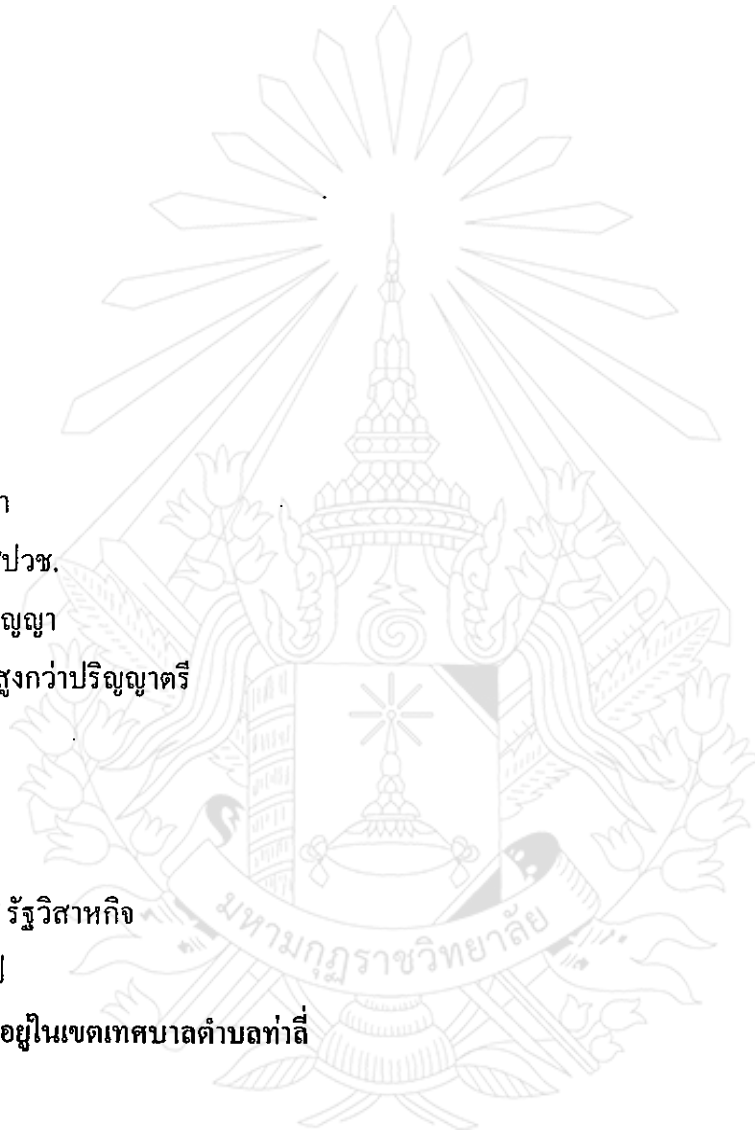 า
ปวช.
ญญา
สูงกว่าปริญญาตรี
รัฐวิสาหกิจ
อยู่ในเขตเทศบาลตำบลท่าลี่
มหามกุฏราชวิทยาลัย